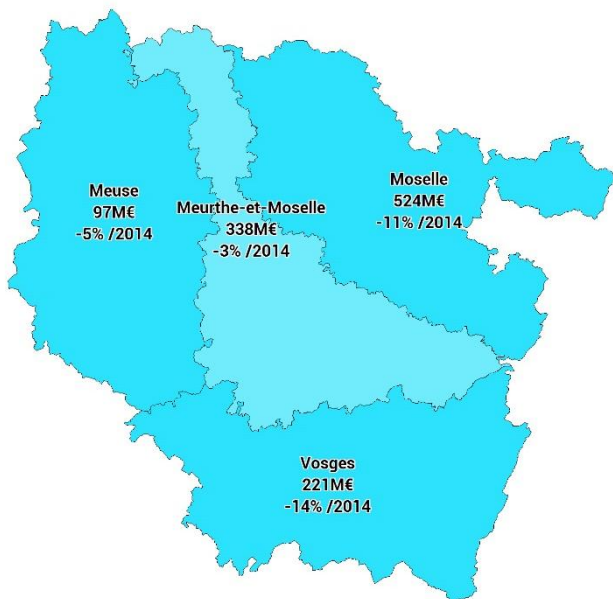 Moselle
524M€
-11% /2014
Meuse
97M€
-5% /2014
Meurthe-et-Moselle
338M€
-3% /2014
Vosges
221M€
-14% /2014